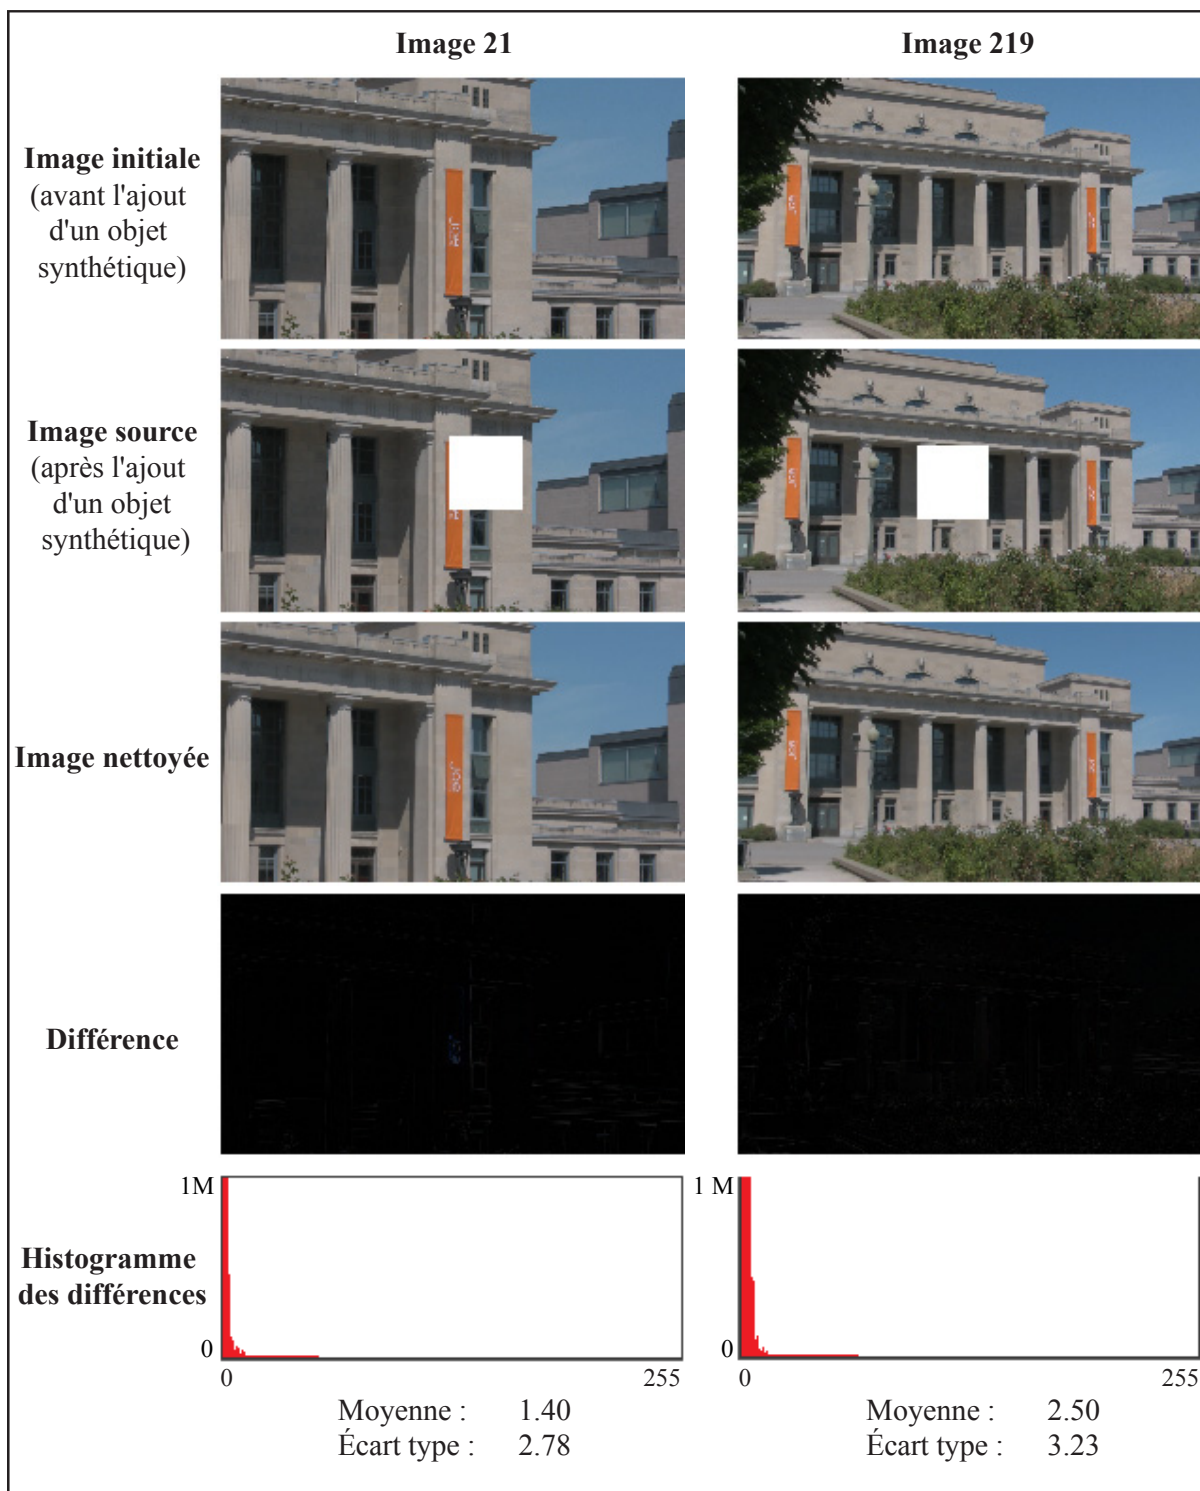 Image 21
Image 219
Image initiale
(avant l'ajout
d'un objet
synthétique)
Image source
(après l'ajout
d'un objet
synthétique)
Image nettoyée
Différence
Histogramme
des différences
1M
0
0
255
1 M
0
0
255
Moyenne : 1.40
Écart type : 2.78
Moyenne : 2.50
Écart type : 3.23